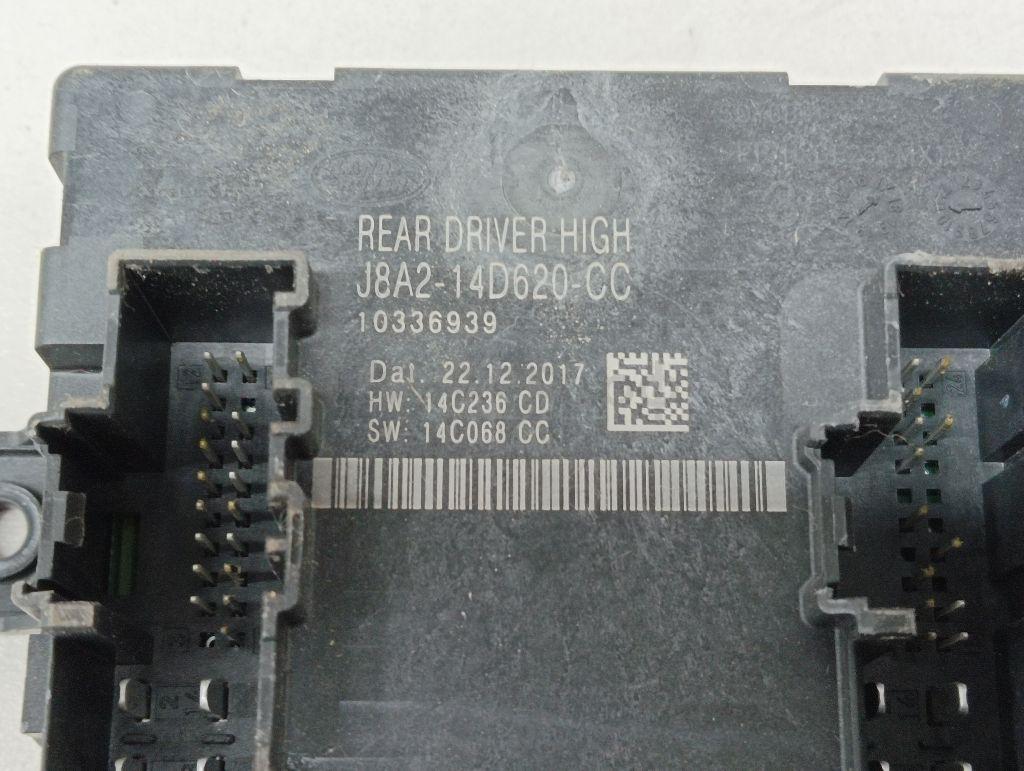 REAR DRIVER HIGH
J8A2-14D620-CC
10336939
Dat. 22.12.2017
HW: 14C236 CD
SW: 14C068 CC